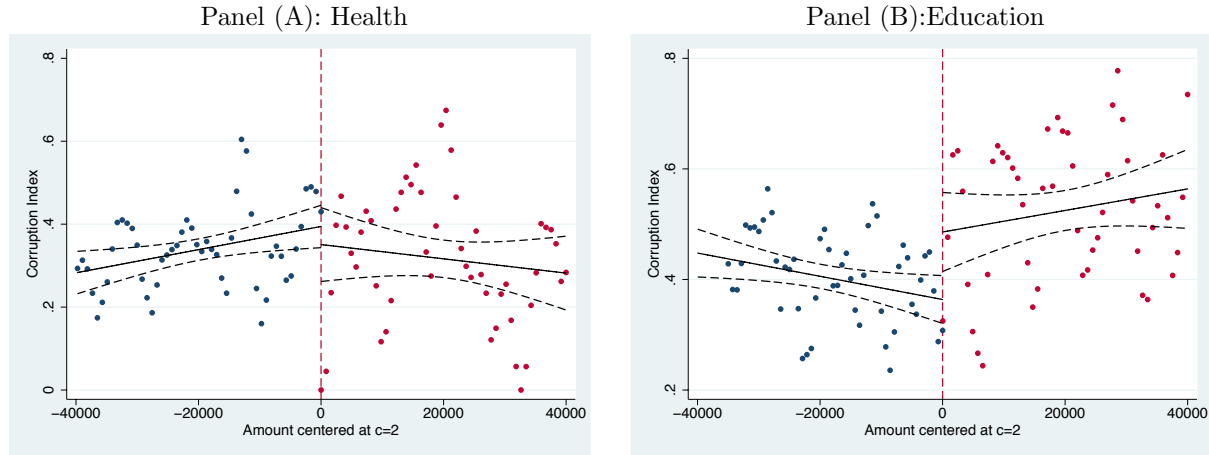 Panel (A): Health
Corruption Index
.8
.6
.4
.2
0
−40000 −20000 0 20000 40000
Amount centered at c=2
Panel (B):Education
Corruption Index
.8
.6
.4
.2
−40000 −20000 0 20000 40000
Amount centered at c=2